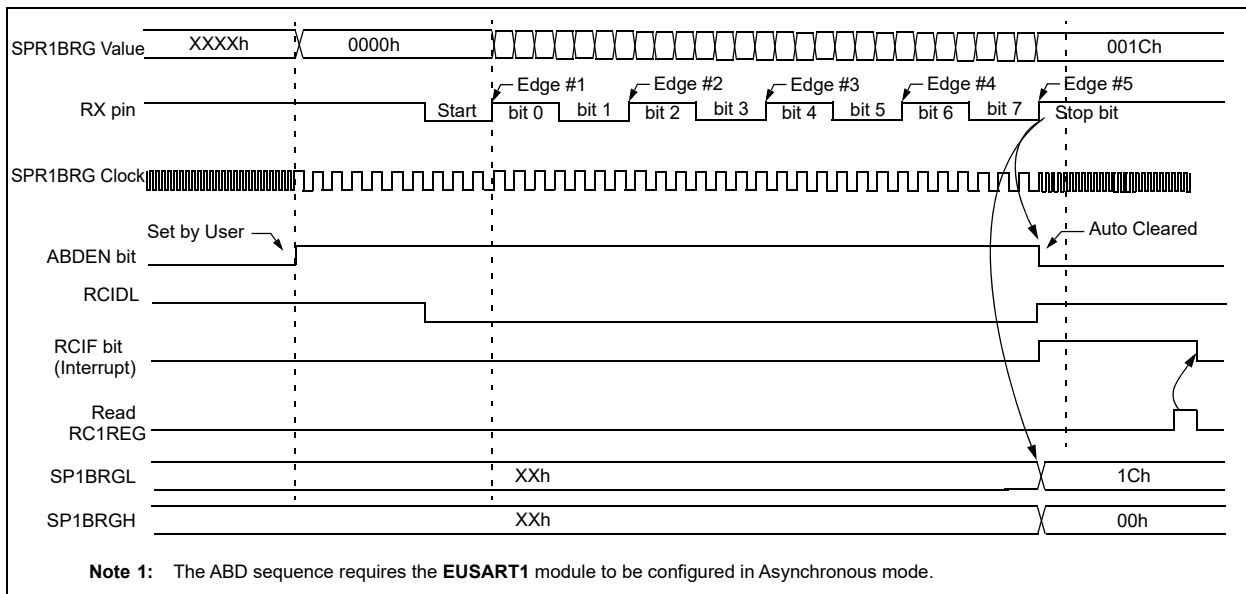 SPR1BRG Value XXXXh 0000h 001Ch
Edge #1 Edge #2 Edge #3 Edge #4 Edge #5
RX pin Start bit 0 bit 1 bit 2 bit 3 bit 4 bit 5 bit 6 bit 7 Stop bit
SPR1BRG Clock
Set by User Auto Cleared
ABDEN bit
RCIDL
RCIF bit
(Interrupt)
Read
RC1REG
SP1BRGL XXh 1Ch
SP1BRGH XXh 00h
Note 1: The ABD sequence requires the EUSART1 module to be configured in Asynchronous mode.